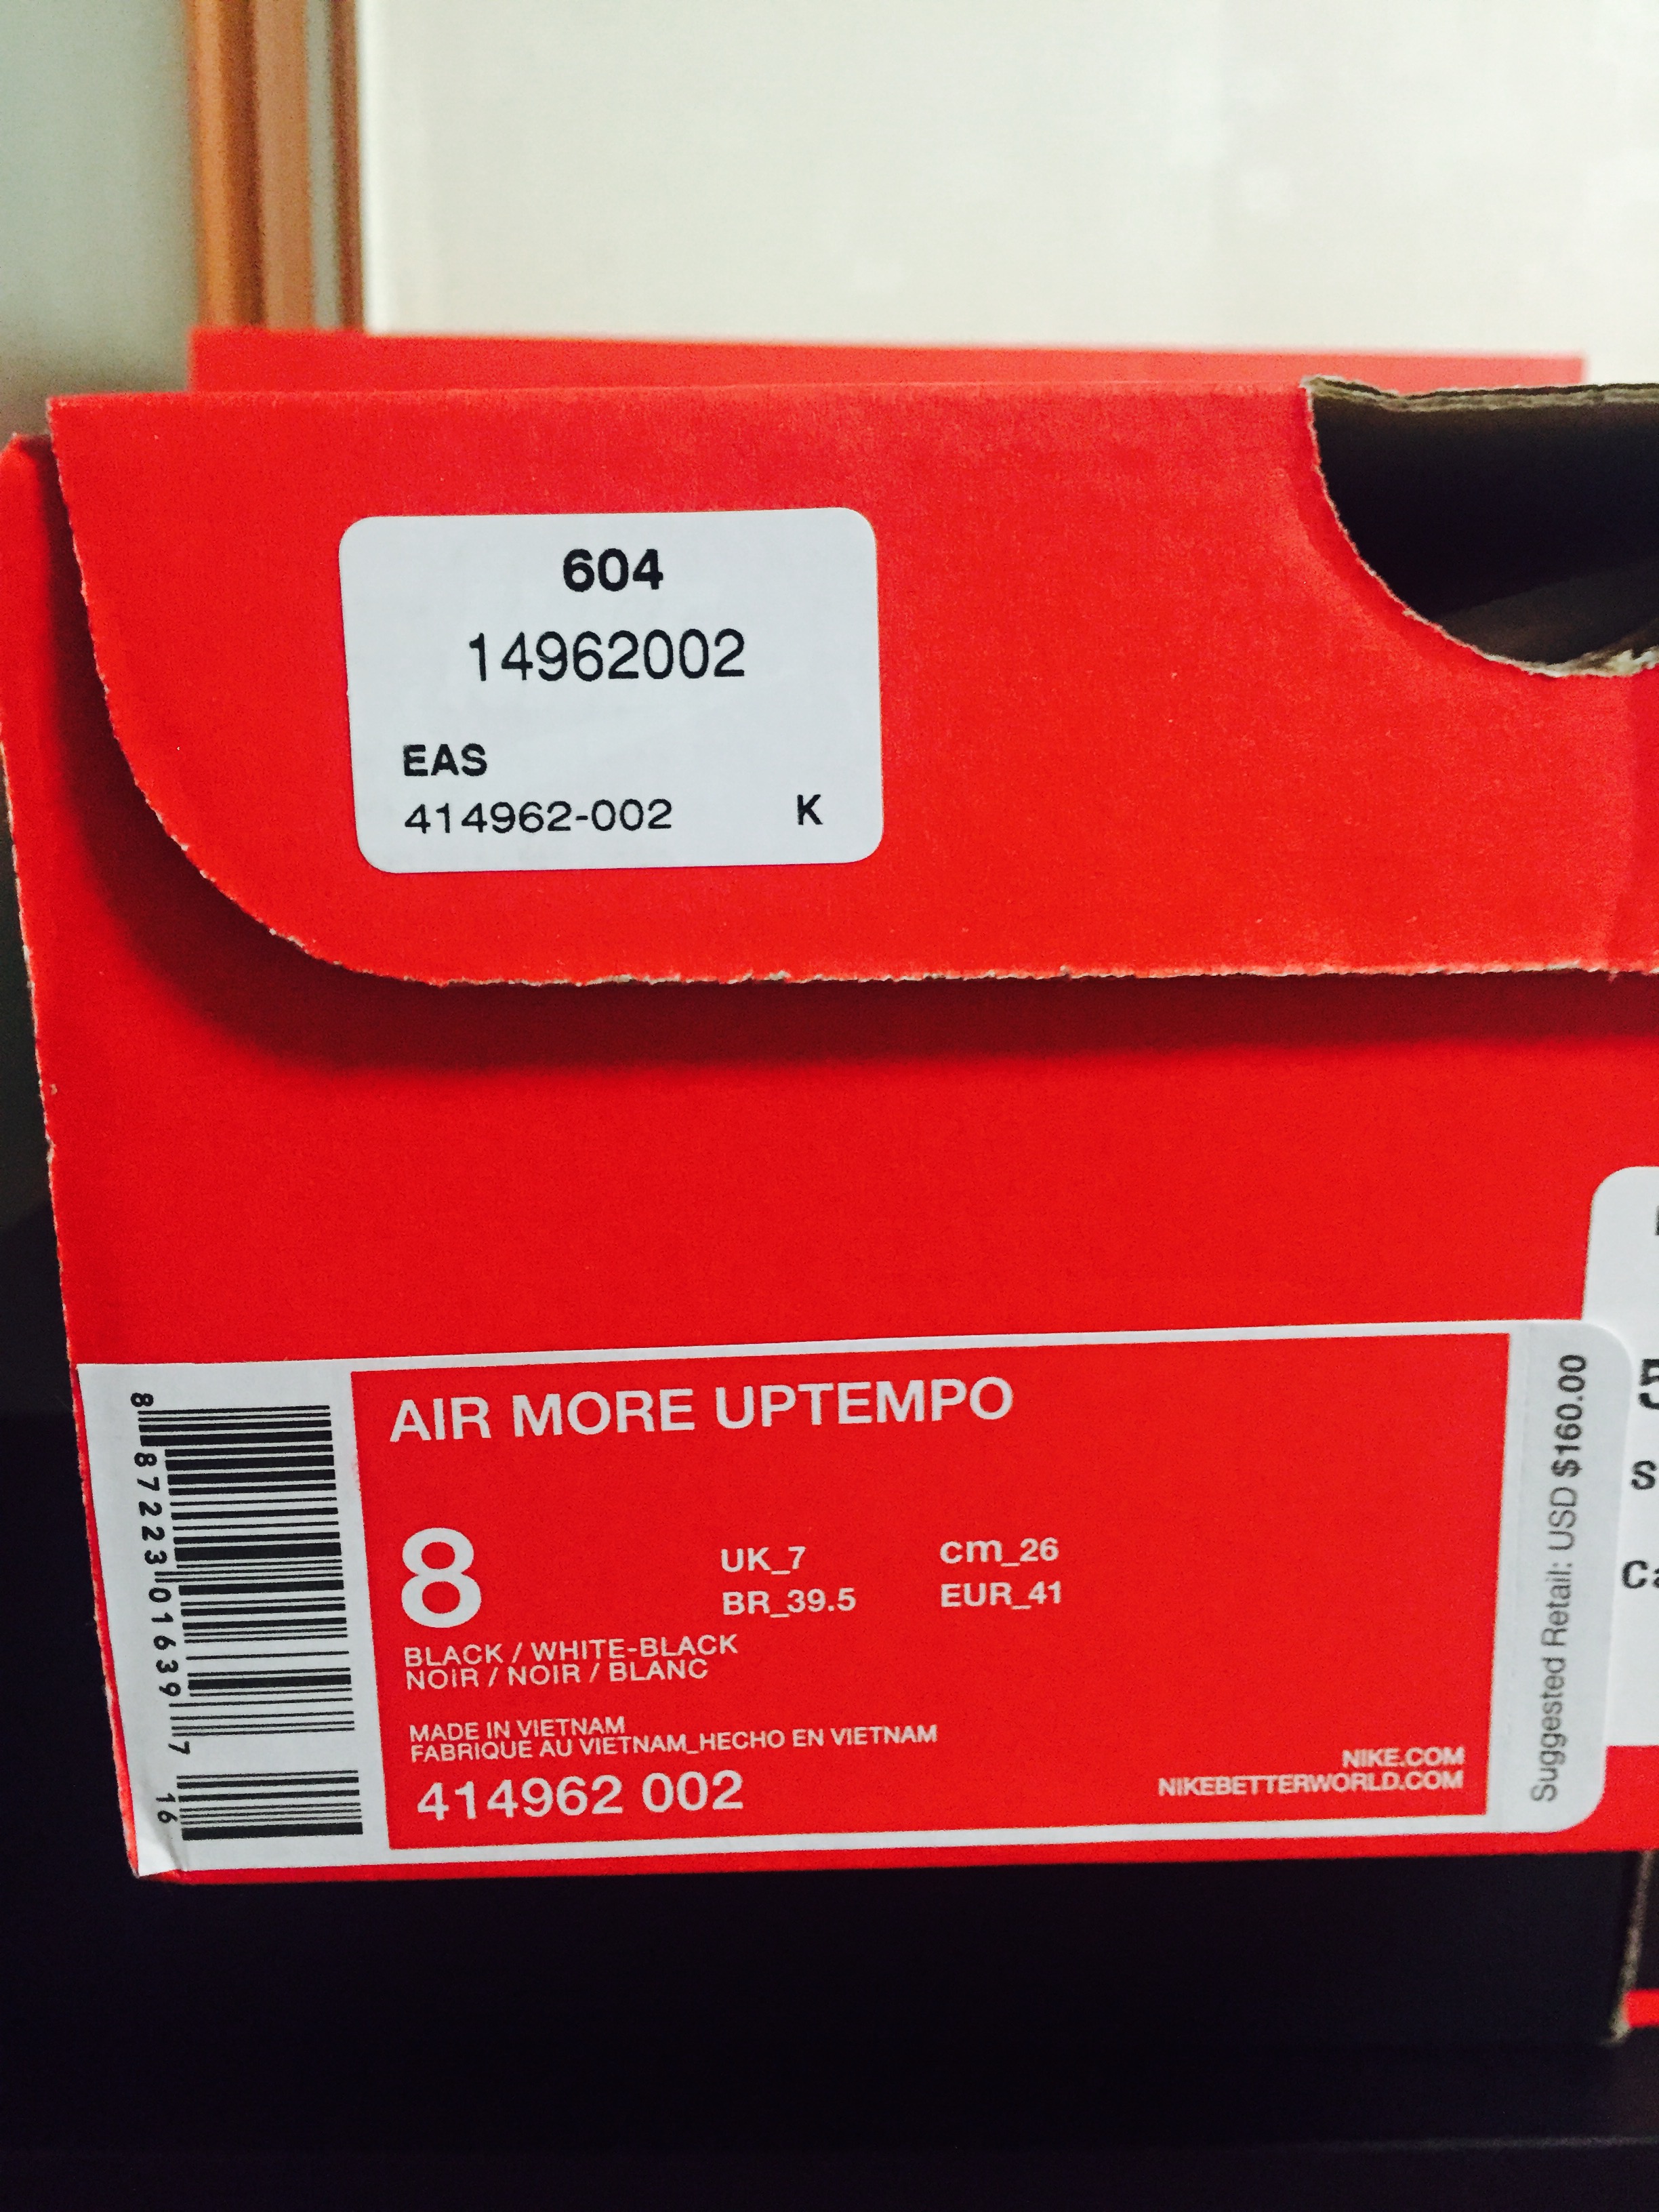 604
14962002
EAS
414962-002 K
AIR MORE UPTEMPO
8
UK_7 cm_26
BR_39.5 EUR_41
BLACK / WHITE-BLACK
NOIR / NOIR / BLANC
MADE IN VIETNAM
FABRIQUE AU VIETNAM_HECHO EN VIETNAM
414962 002
NIKE.COM
NIKEBETTERWORLD.COM
8 87223 01639 7 16
Suggested Retail: USD $160.00